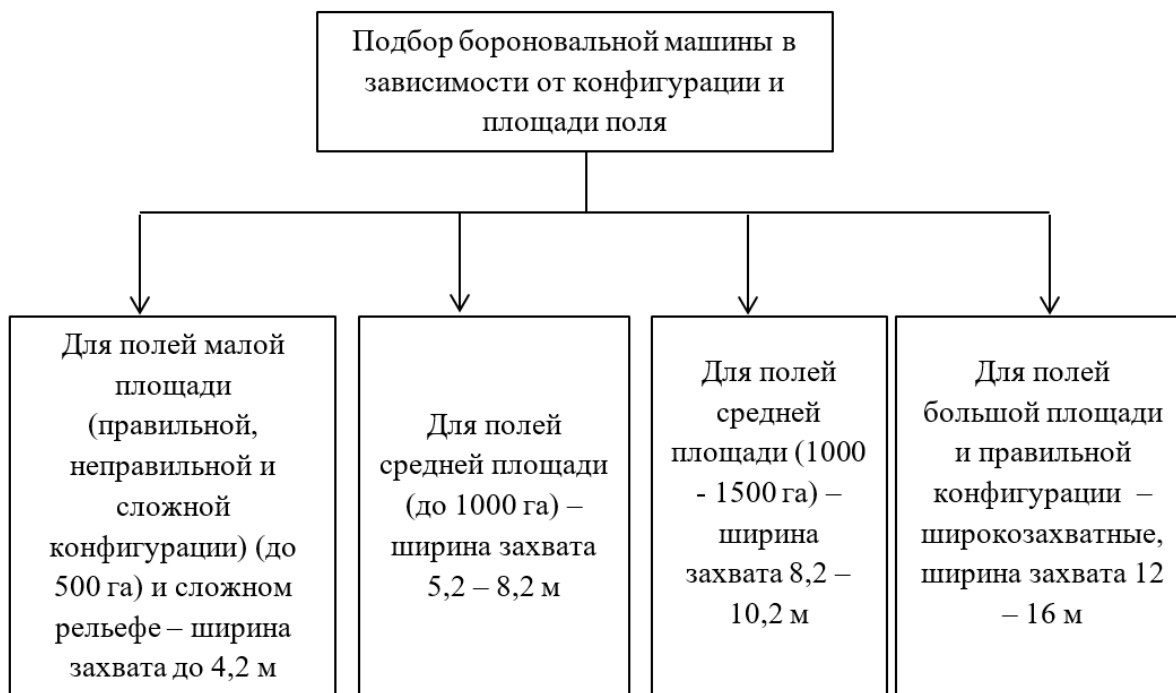 Подбор бороновальной машины в
зависимости от конфигурации и
площади поля
Для полей малой
площади
(правильной,
неправильной и
сложной
конфигурации) (до
500 га) и сложном
рельефе – ширина
захвата до 4,2 м
Для полей
средней площади
(до 1000 га) –
ширина захвата
5,2 – 8,2 м
Для полей
средней
площади (1000
- 1500 га) –
ширина
захвата 8,2 –
10,2 м
Для полей
большой площади
и правильной
конфигурации –
широкозахватные,
ширина захвата 12
– 16 м